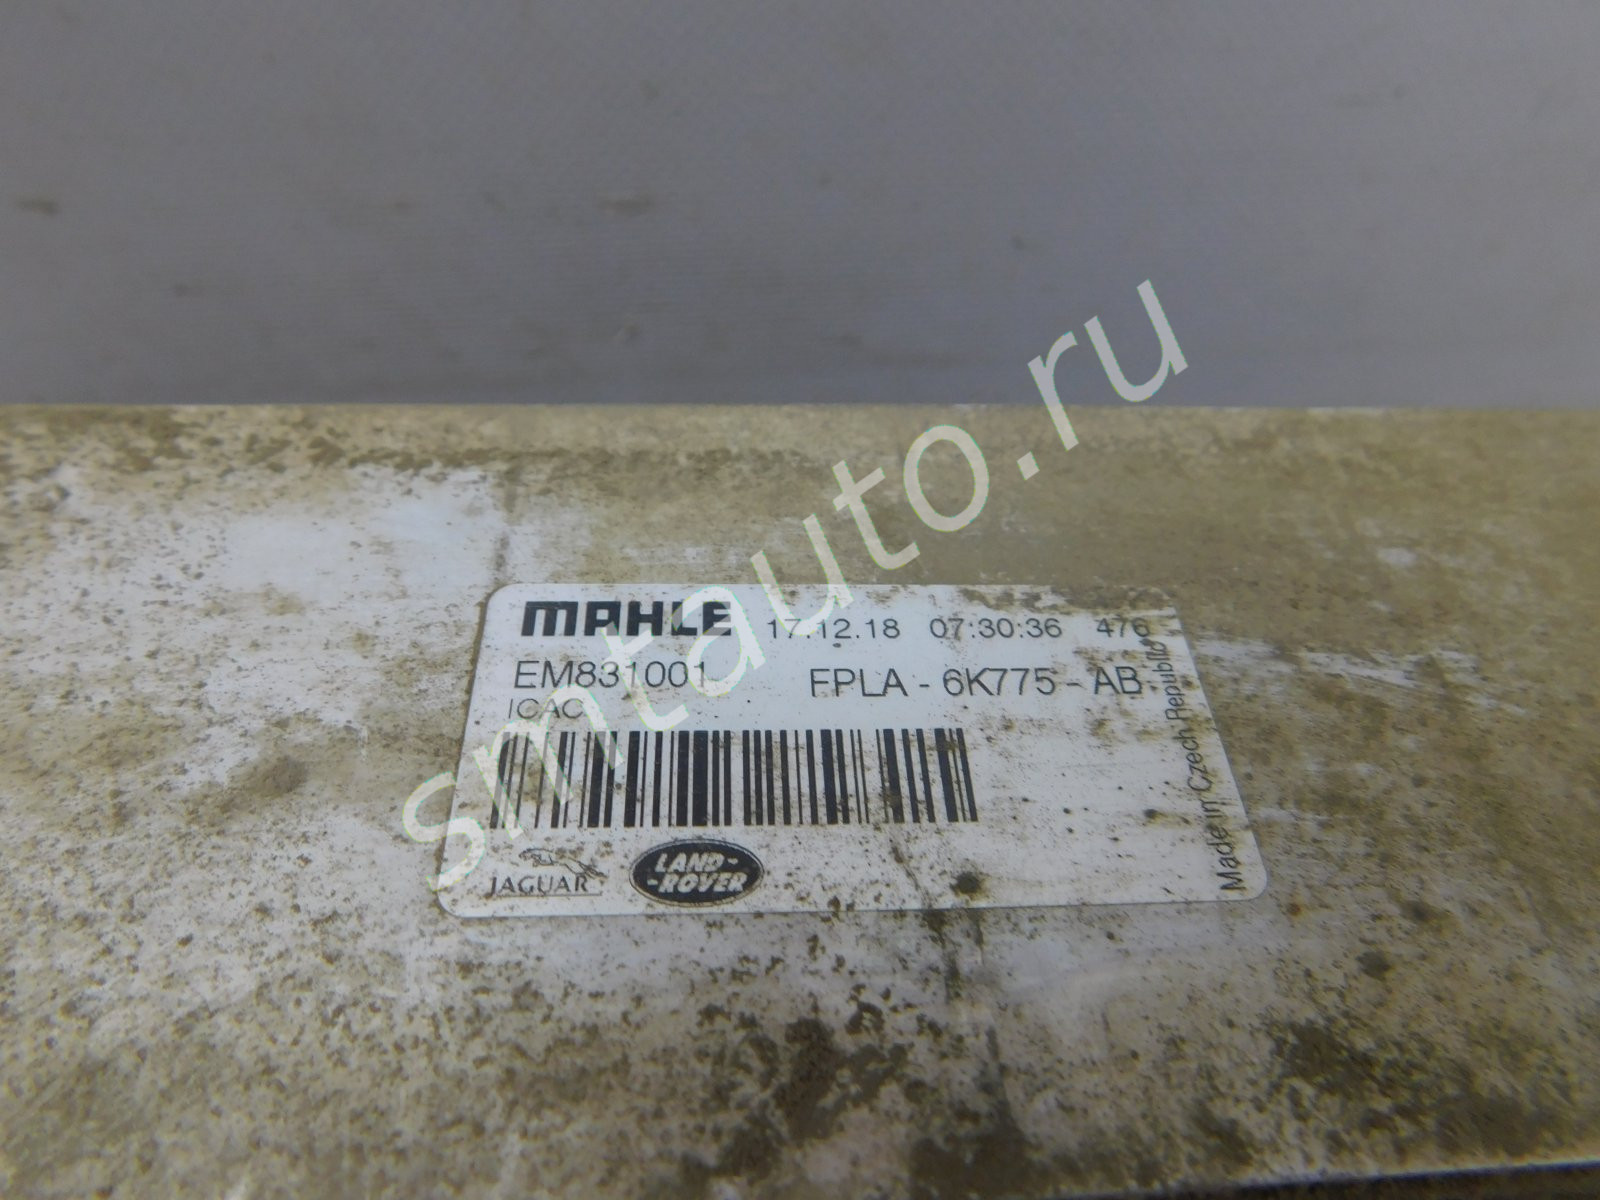 MAHLE 17.12.18 07:30:36 476
EM831001 FPLA - 6K775 - AB
ICAC
JAGUAR
LAND-
-ROVER
Made in Czech Republic
smtauto.ru